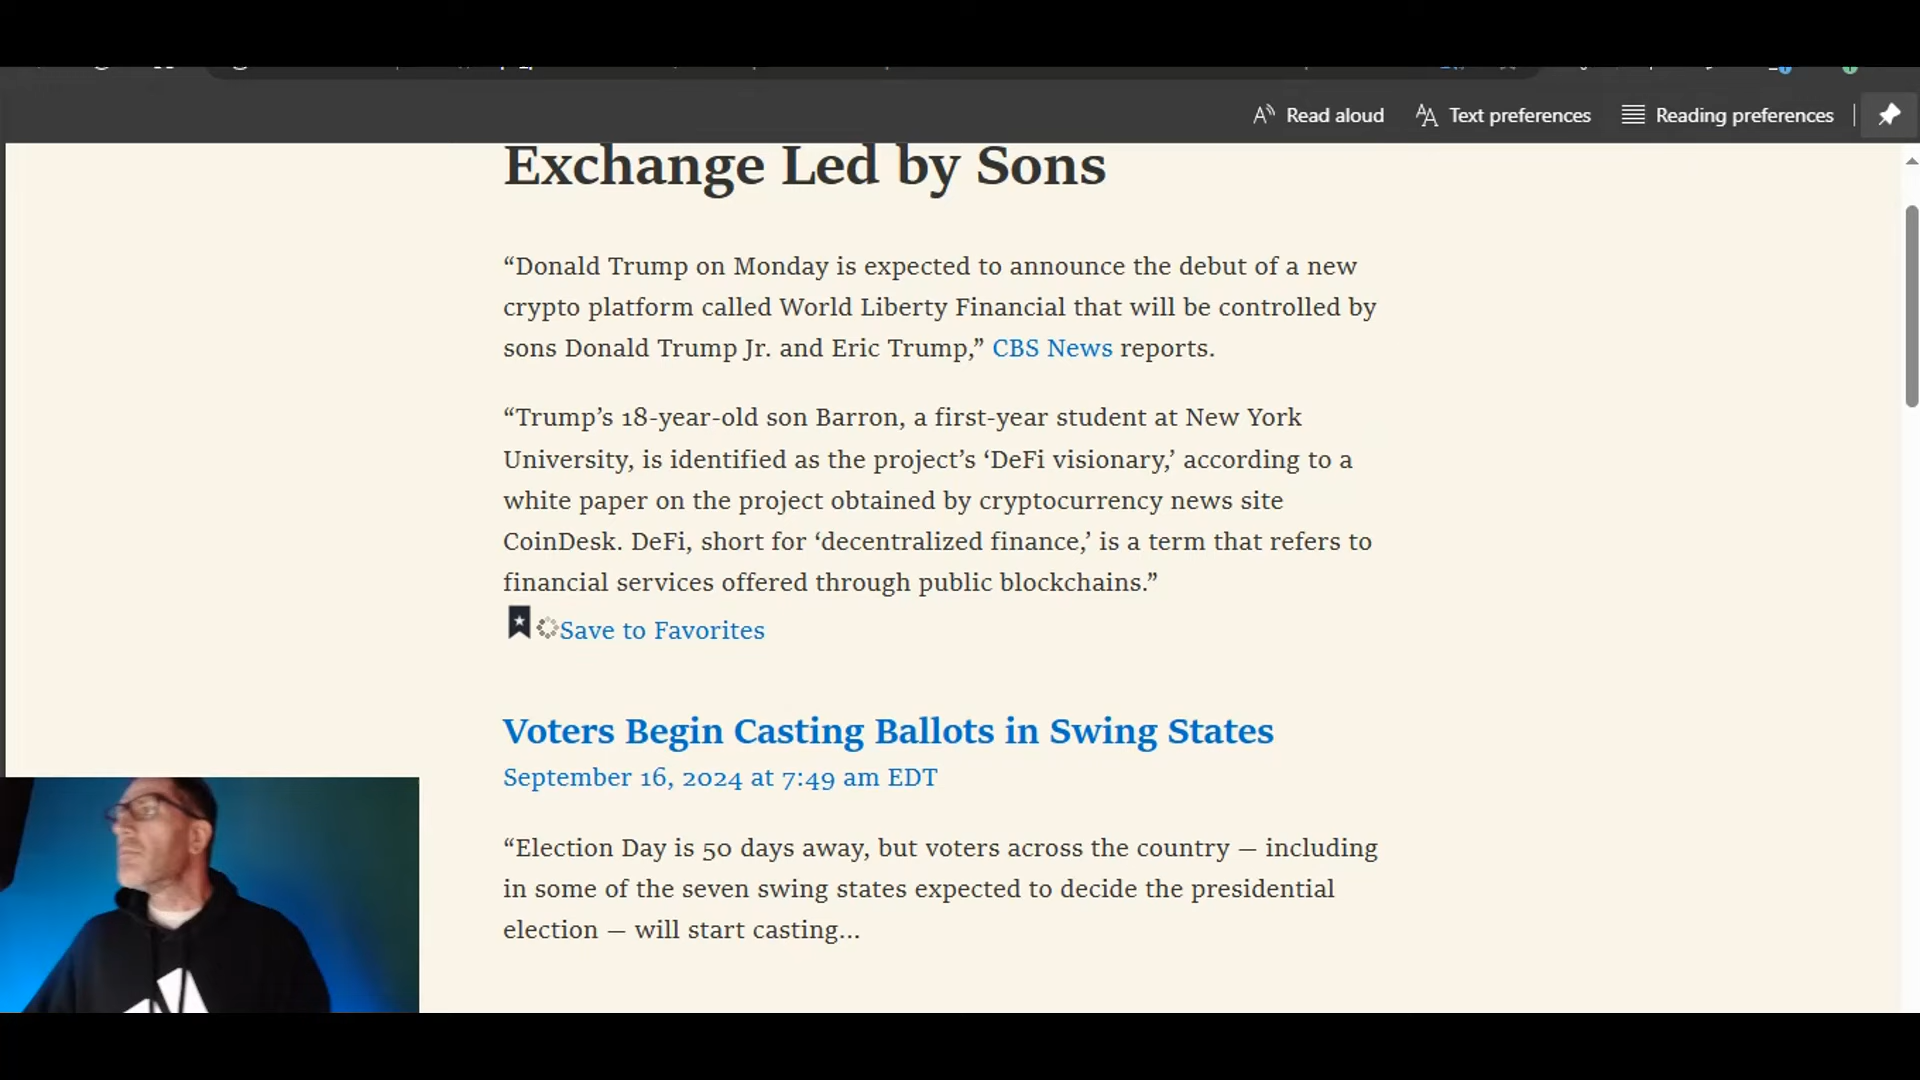 Read aloud
Text preferences
Reading preferences
Exchange Led by Sons
“Donald Trump on Monday is expected to announce the debut of a new
crypto platform called World Liberty Financial that will be controlled by
sons Donald Trump Jr. and Eric Trump,” CBS News reports.
“Trump’s 18-year-old son Barron, a first-year student at New York
University, is identified as the project’s ‘DeFi visionary,’ according to a
white paper on the project obtained by cryptocurrency news site
CoinDesk. DeFi, short for ‘decentralized finance,’ is a term that refers to
financial services offered through public blockchains.”
Save to Favorites
Voters Begin Casting Ballots in Swing States
September 16, 2024 at 7:49 am EDT
“Election Day is 50 days away, but voters across the country — including
in some of the seven swing states expected to decide the presidential
election — will start casting...